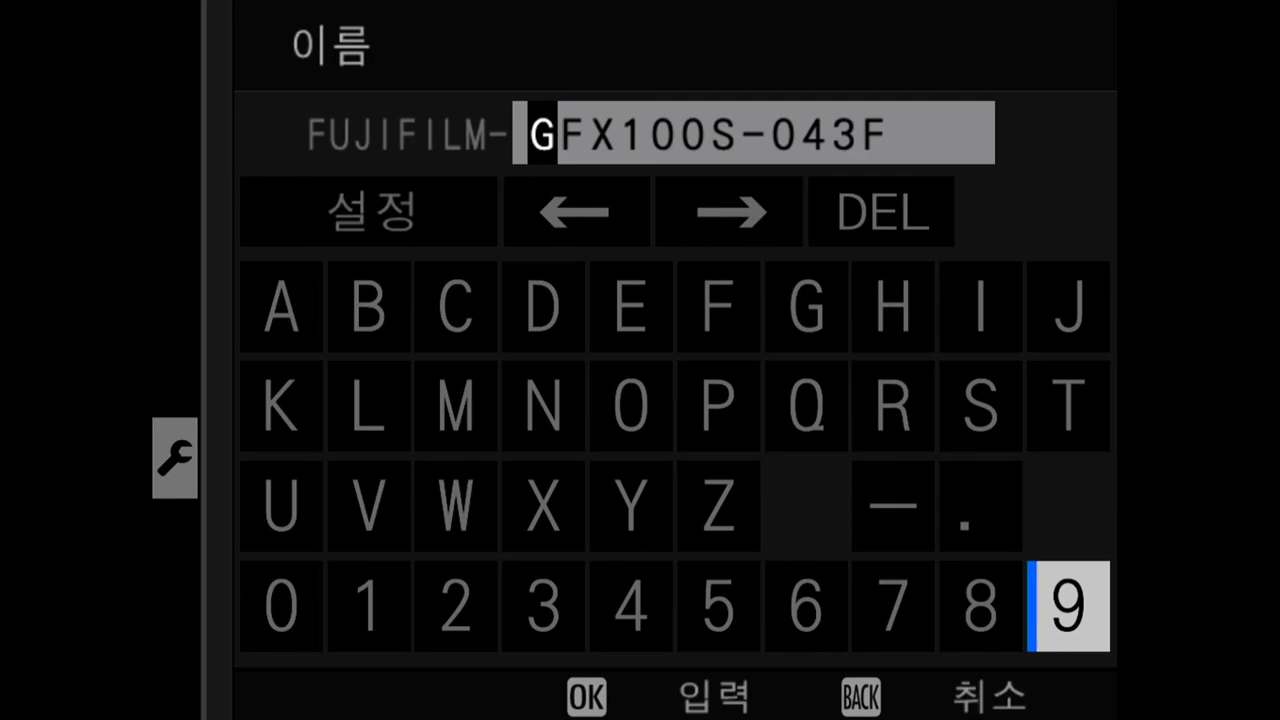 이름
FUJIFILM-GFX100S-043F
설정 ← → DEL
A B C D E F G H I J
K L M N O P Q R S T
U V W X Y Z — .
0 1 2 3 4 5 6 7 8 9
OK 입력 BACK 취소